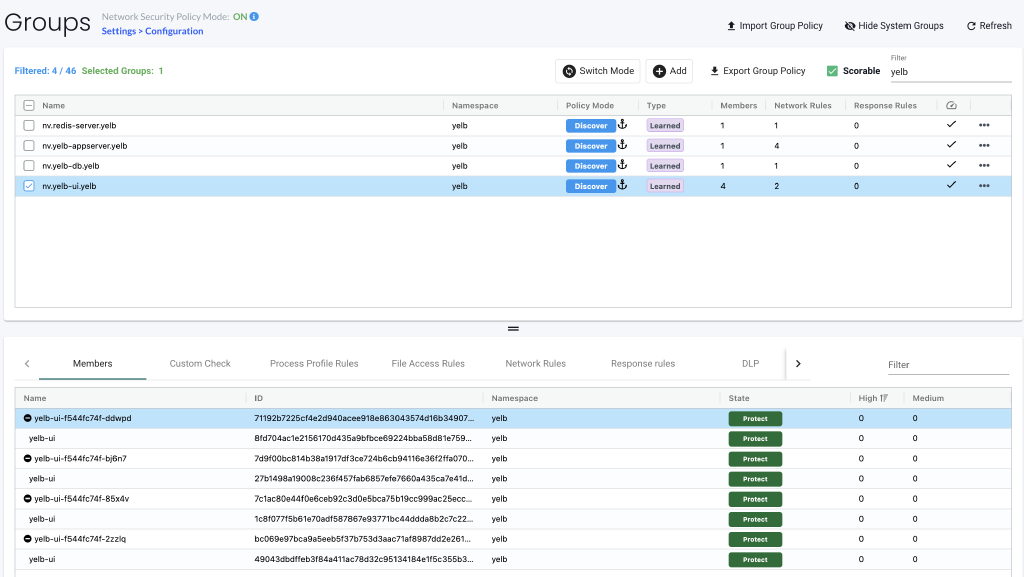 Groups
Network Security Policy Mode: ON
Settings > Configuration
Import Group Policy Hide System Groups Refresh
Filtered: 4 / 46 Selected Groups: 1
Switch Mode Add Export Group Policy Scorable
Filter
yelb
Name Namespace Policy Mode Type Members Network Rules Response Rules
nv.redis-server.yelb yelb Discover Learned 1 1 0
nv.yelb-appserver.yelb yelb Discover Learned 1 4 0
nv.yelb-db.yelb yelb Discover Learned 1 1 0
nv.yelb-ui.yelb yelb Discover Learned 4 2 0
Members Custom Check Process Profile Rules File Access Rules Network Rules Response rules DLP Filter
Name ID Namespace State High Medium
yelb-ui-f544fc74f-ddwpd 71192b7225cf4e2d940acee918e863043574d16b34907... yelb Protect 0 0
yelb-ui 8fd704ac1e2156170d435a9bfbce69224bba58d81e759... yelb Protect 0 0
yelb-ui-f544fc74f-bj6n7 7d9f00bc814b38a1917df3ce724b6cb94116e36f2ffa070... yelb Protect 0 0
yelb-ui 27b1498a19008c236f457fab6857efe7660a435ca7e41d... yelb Protect 0 0
yelb-ui-f544fc74f-85x4v 7c1ac80e44f0e6ceb92c3d0e5bca75b19cc999ac25ecc... yelb Protect 0 0
yelb-ui 1c8f077f5b61e70adf587867e93771bc44ddda8b2c7c22... yelb Protect 0 0
yelb-ui-f544fc74f-2zzlq bc069e97bca9a5eeb5f37b753d3aac71af8987dd2e261... yelb Protect 0 0
yelb-ui 49043dbdffeb3f84a411ac78d32c95134184e1f5c355b3... yelb Protect 0 0